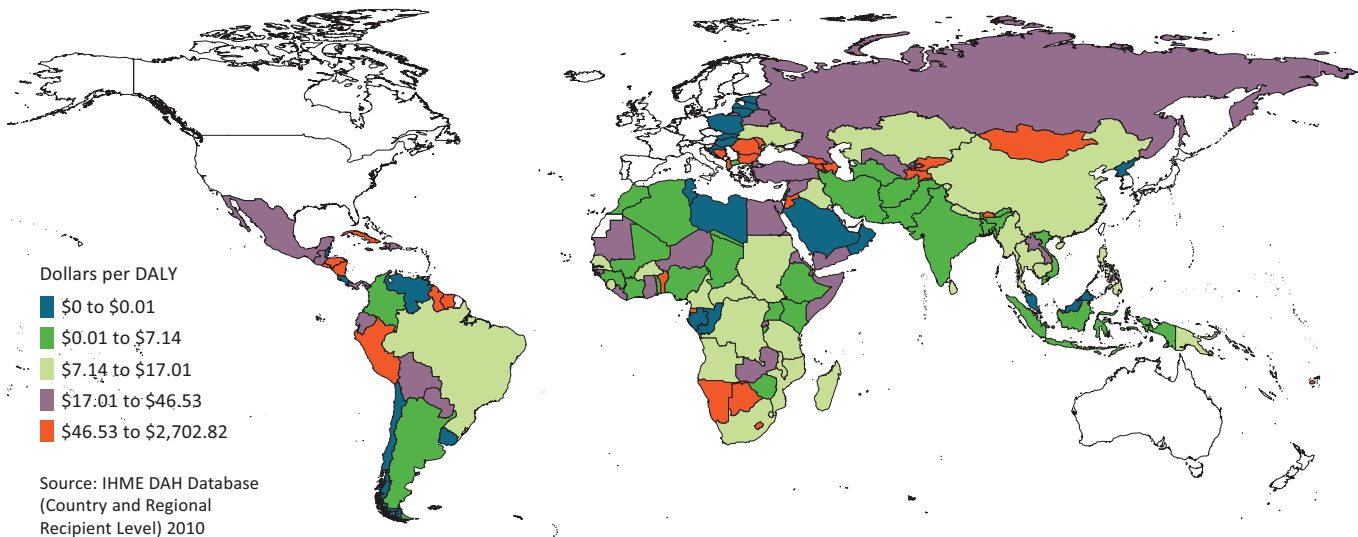 Dollars per DALY
$0 to $0.01
$0.01 to $7.14
$7.14 to $17.01
$17.01 to $46.53
$46.53 to $2,702.82
Source: IHME DAH Database
(Country and Regional
Recipient Level) 2010